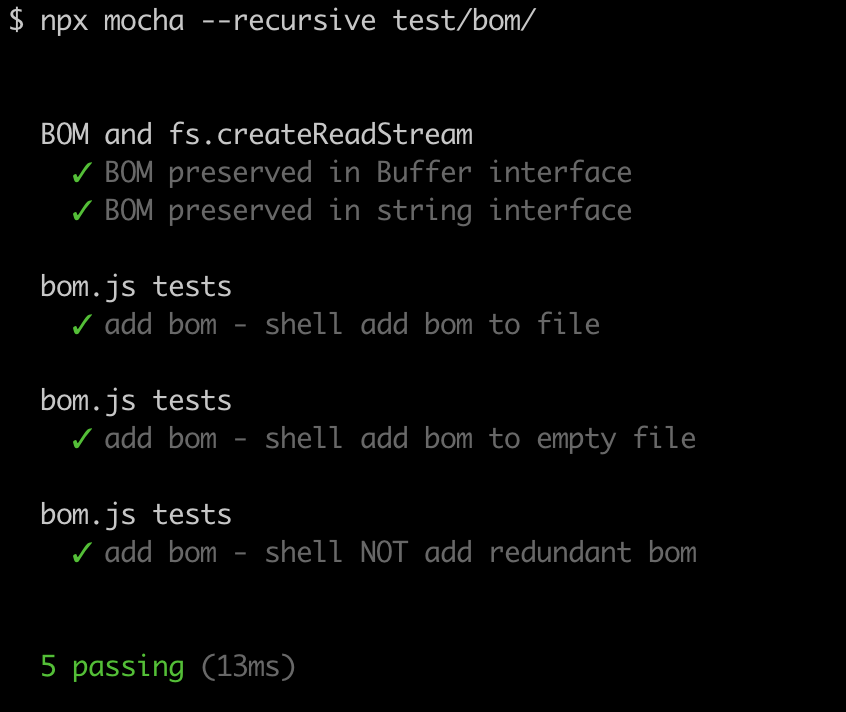 $ npx mocha --recursive test/bom/
BOM and fs.createReadStream
✓ BOM preserved in Buffer interface
✓ BOM preserved in string interface
bom.js tests
✓ add bom - shell add bom to file
bom.js tests
✓ add bom - shell add bom to empty file
bom.js tests
✓ add bom - shell NOT add redundant bom
5 passing (13ms)